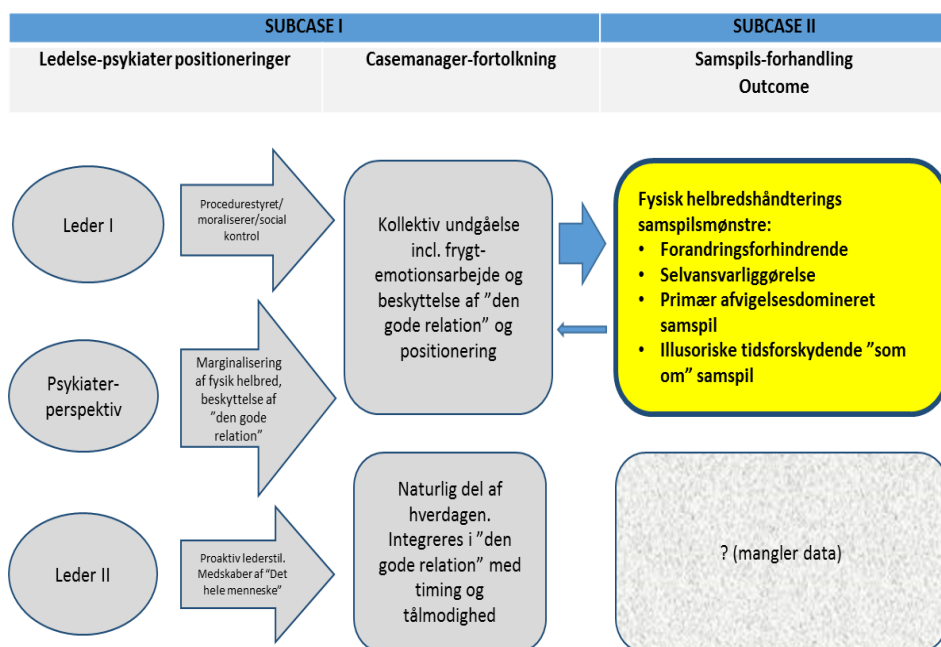 SUBCASE I
SUBCASE II
Ledelse-psykiater positioneringer
Casemanager-fortolkning
Samspils-forhandling
Outcome
Leder I
Procedurestyret/
moraliserer/social
kontrol
Kollektiv undgåelse
incl. frygt-
emotionsarbejde og
beskyttelse af ”den
gode relation” og
positionering
Fysisk helbredshåndterings
samspilsmønstre:
• Forandringsforhindrende
• Selvansvarliggørelse
• Primær afvigelsesdomineret
samspil
• Illusoriske tidsforskydende ”som
om” samspil
Psykiater-
perspektiv
Marginalisering
af fysik helbred,
beskyttelse af
”den gode
relation”
Leder II
Proaktiv lederstil.
Medskaber af ”Det
hele menneske”
Naturlig del af
hverdagen.
Integreres i ”den
gode relation” med
timing og
tålmodighed
? (mangler data)